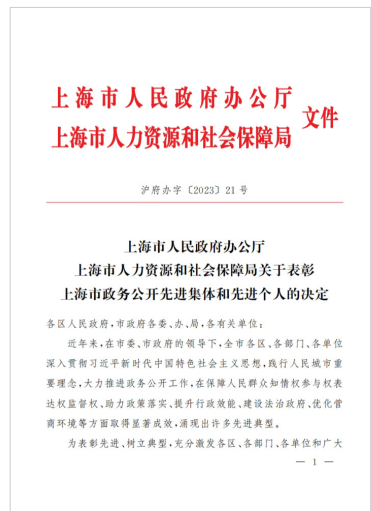 上海市人民政府办公厅
上海市人力资源和社会保障局
文件
沪府办字〔2023〕21号
上海市人民政府办公厅
上海市人力资源和社会保障局关于表彰
上海市政务公开先进集体和先进个人的决定
各区人民政府,市政府各委、办、局,各有关单位:
近年来,在市委、市政府的领导下,全市各区、各部门、各单位
深入贯彻习近平新时代中国特色社会主义思想,践行人民城市重
要理念,大力推进政务公开工作,在保障人民群众知情权参与权表
达权监督权、助力政策落实、提升行政效能、建设法治政府、优化营
商环境等方面取得显著成效,涌现出许多先进典型。
为表彰先进、树立典型,充分激发各区、各部门、各单位和广大
— 1 —